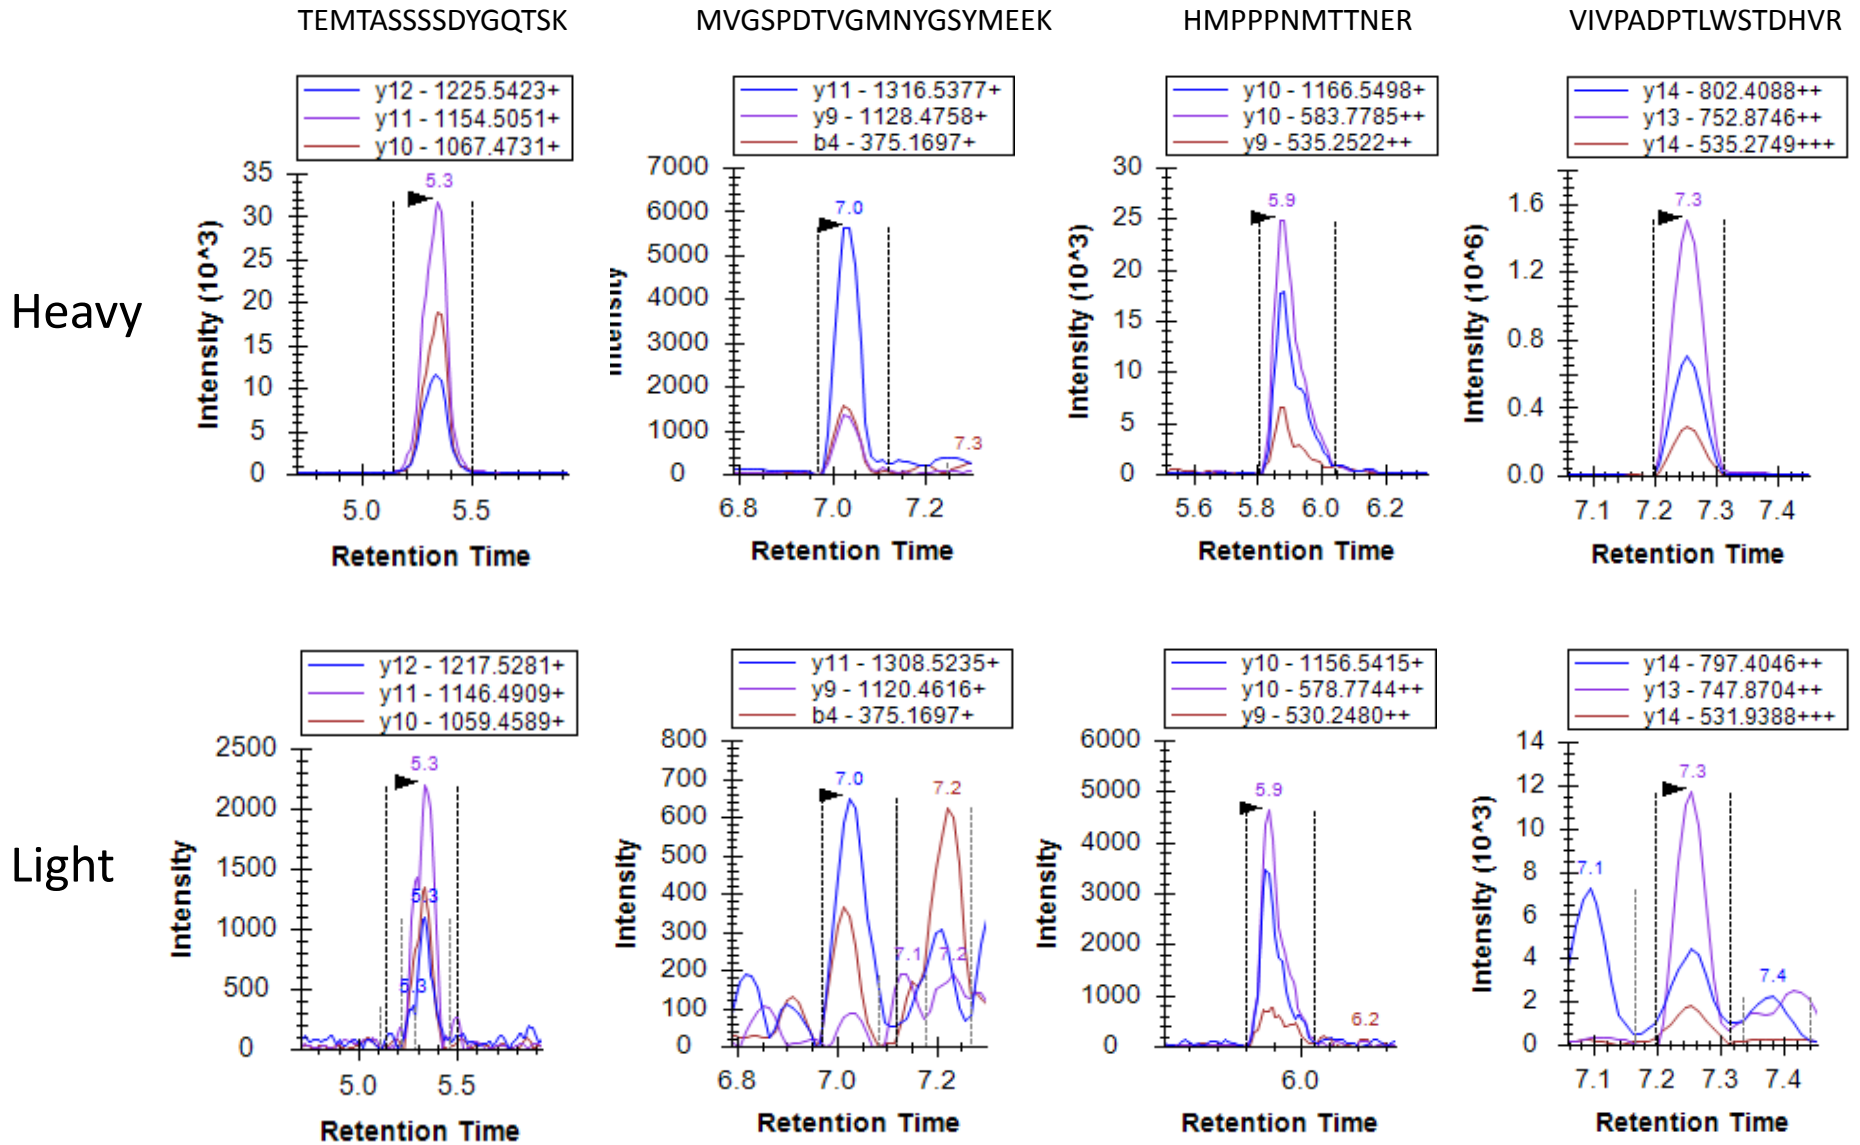 TEMTASSSSDYGQTSK
MVGSPDTVGMNYGSYMEEK
HMPPPNMTTNER
VIVPADPTLWSTDHVR
Heavy
y12 - 1225.5423+
y11 - 1154.5051+
y10 - 1067.4731+
35
30
25
20
15
10
5
0
Intensity (10^3)
5.3
5.0 5.5
Retention Time
y11 - 1316.5377+
y9 - 1128.4758+
b4 - 375.1697+
7000
6000
5000
4000
3000
2000
1000
0
Intensity
7.0
7.3
6.8 7.0 7.2
Retention Time
y10 - 1166.5498+
y10 - 583.7785++
y9 - 535.2522++
30
25
20
15
10
5
0
Intensity (10^3)
5.9
5.6 5.8 6.0 6.2
Retention Time
y14 - 802.4088++
y13 - 752.8746++
y14 - 535.2749+++
1.6
1.2
0.8
0.4
0.0
Intensity (10^6)
7.3
7.1 7.2 7.3 7.4
Retention Time
Light
y12 - 1217.5281+
y11 - 1146.4909+
y10 - 1059.4589+
2500
2000
1500
1000
500
0
Intensity
5.3
5.3
5.3
5.0 5.5
Retention Time
y11 - 1308.5235+
y9 - 1120.4616+
b4 - 375.1697+
800
700
600
500
400
300
200
100
0
Intensity
7.0
7.2
7.1
7.2
6.8 7.0 7.2
Retention Time
y10 - 1156.5415+
y10 - 578.7744++
y9 - 530.2480++
6000
5000
4000
3000
2000
1000
0
Intensity
5.9
6.2
6.0
Retention Time
y14 - 797.4046++
y13 - 747.8704++
y14 - 531.9388+++
14
12
10
8
6
4
2
0
Intensity (10^3)
7.1
7.3
7.4
7.1 7.2 7.3 7.4
Retention Time